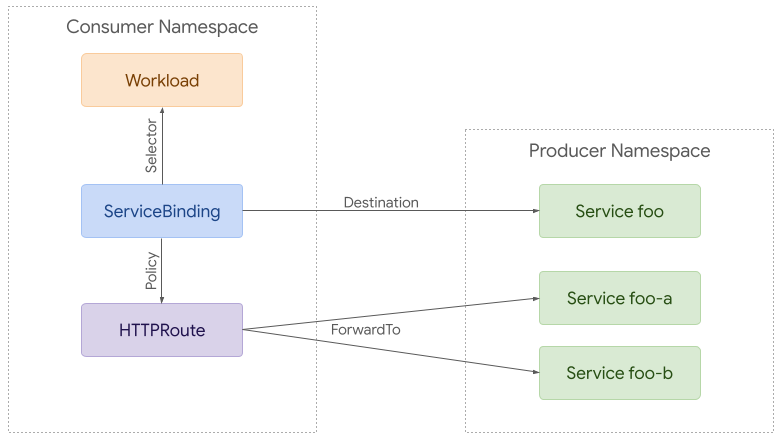 Consumer Namespace
Workload
Selector
Producer Namespace
ServiceBinding
Destination
Service foo
Policy
Service foo-a
HTTPRoute
ForwardTo
Service foo-b